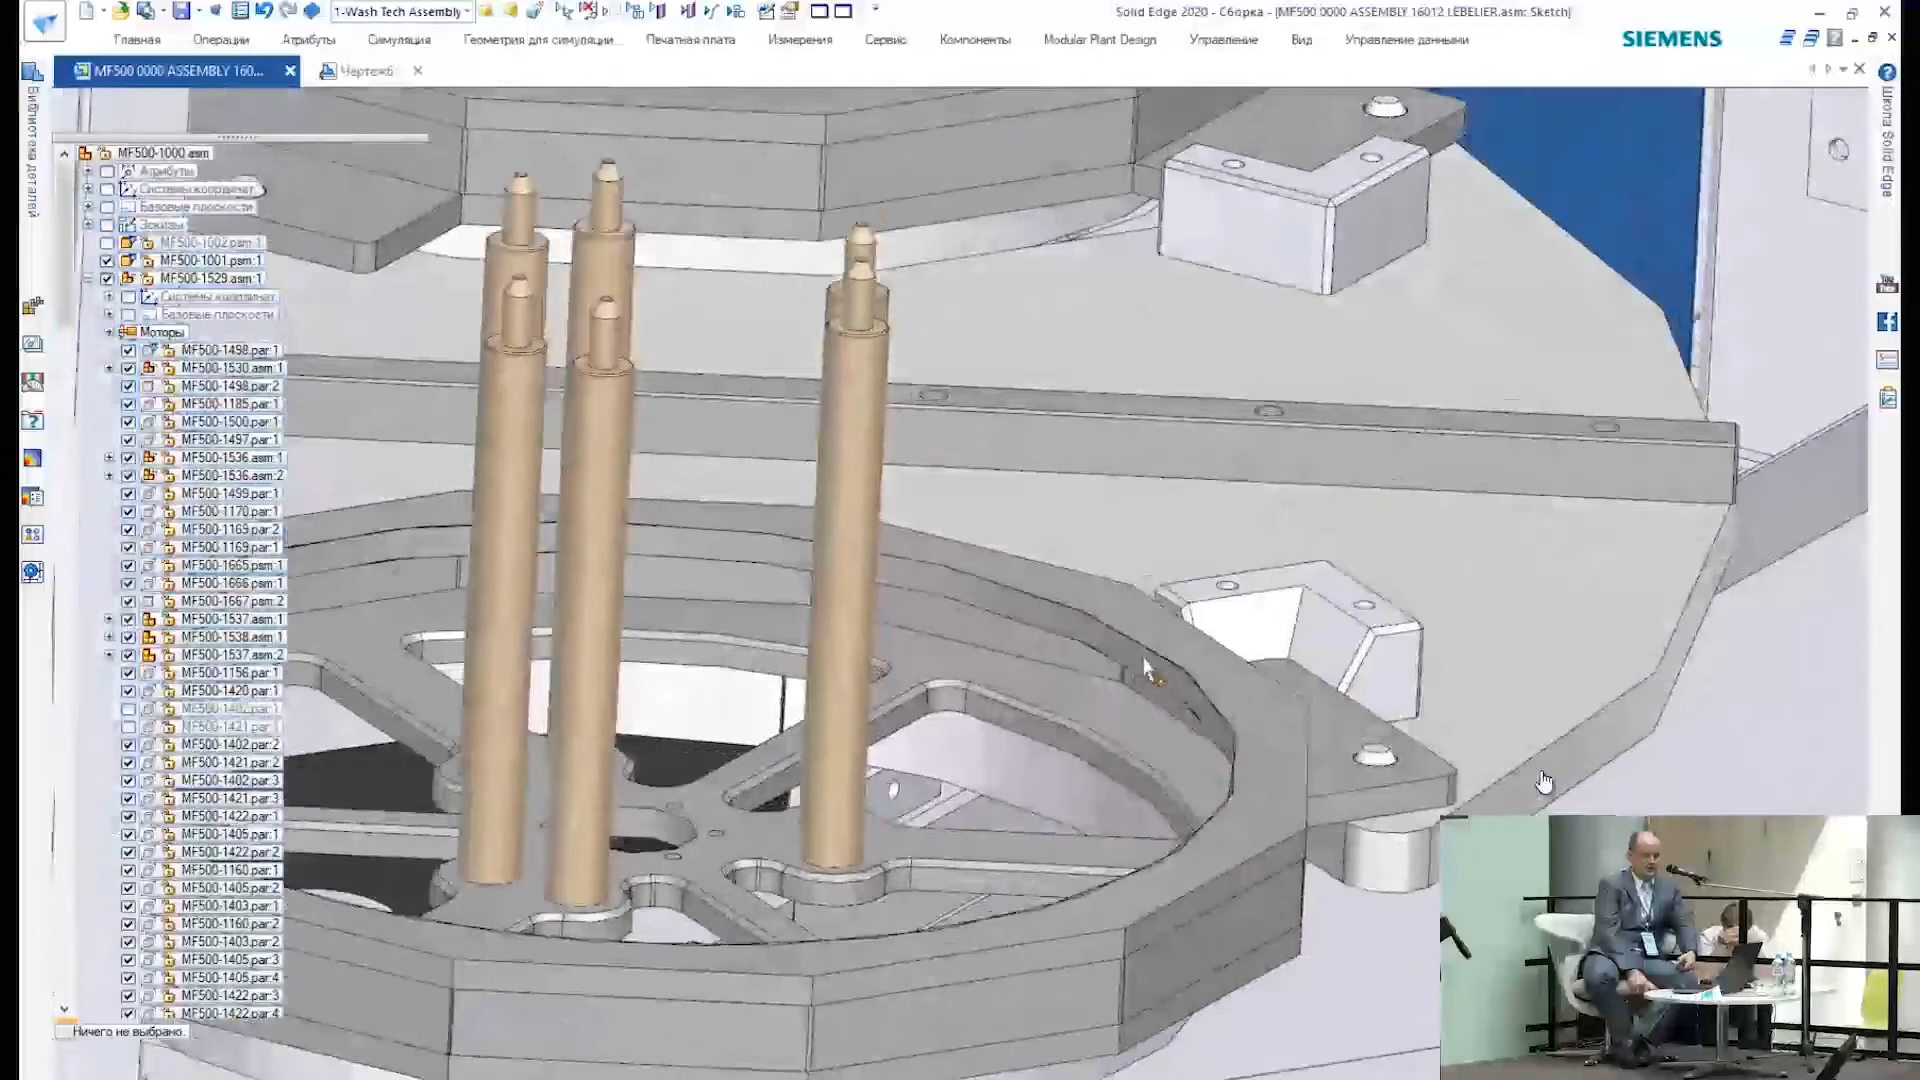 1-Wash Tech Assembly
Solid Edge 2020 - Сборка - [MF500 0000 ASSEMBLY 16012 LEBELIER.asm: Sketch]
Главная Операции Атрибуты Симуляция Геометрия для симуляции Печатная плата Измерения Сервис Компоненты Modular Plant Design Управление Вид Управление данными
SIEMENS
MF500 0000 ASSEMBLY 160... Чертеж6
Библиотека деталей
Школа Solid Edge
MF500-1000.asm
Атрибуты
Системы координат
Базовые плоскости
Эскизы
MF500-1002.psm:1
MF500-1001.psm:1
MF500-1529.asm:1
Системы координат
Базовые плоскости
Моторы
MF500-1498.par:1
MF500-1530.asm:1
MF500-1498.par:2
MF500-1185.par:1
MF500-1500.par:1
MF500-1497.par:1
MF500-1536.asm:1
MF500-1536.asm:2
MF500-1499.par:1
MF500-1170.par:1
MF500-1169.par:2
MF500-1169.par:1
MF500-1665.psm:1
MF500-1666.psm:1
MF500-1667.psm:2
MF500-1537.asm:1
MF500-1538.asm:1
MF500-1537.asm:2
MF500-1156.par:1
MF500-1420.par:1
MF500-1402.par:1
MF500-1421.par:1
MF500-1402.par:2
MF500-1421.par:2
MF500-1402.par:3
MF500-1421.par:3
MF500-1422.par:1
MF500-1405.par:1
MF500-1422.par:2
MF500-1160.par:1
MF500-1405.par:2
MF500-1403.par:1
MF500-1160.par:2
MF500-1403.par:2
MF500-1405.par:3
MF500-1405.par:4
MF500-1422.par:3
MF500-1422.par:4
Ничего не выбрано.